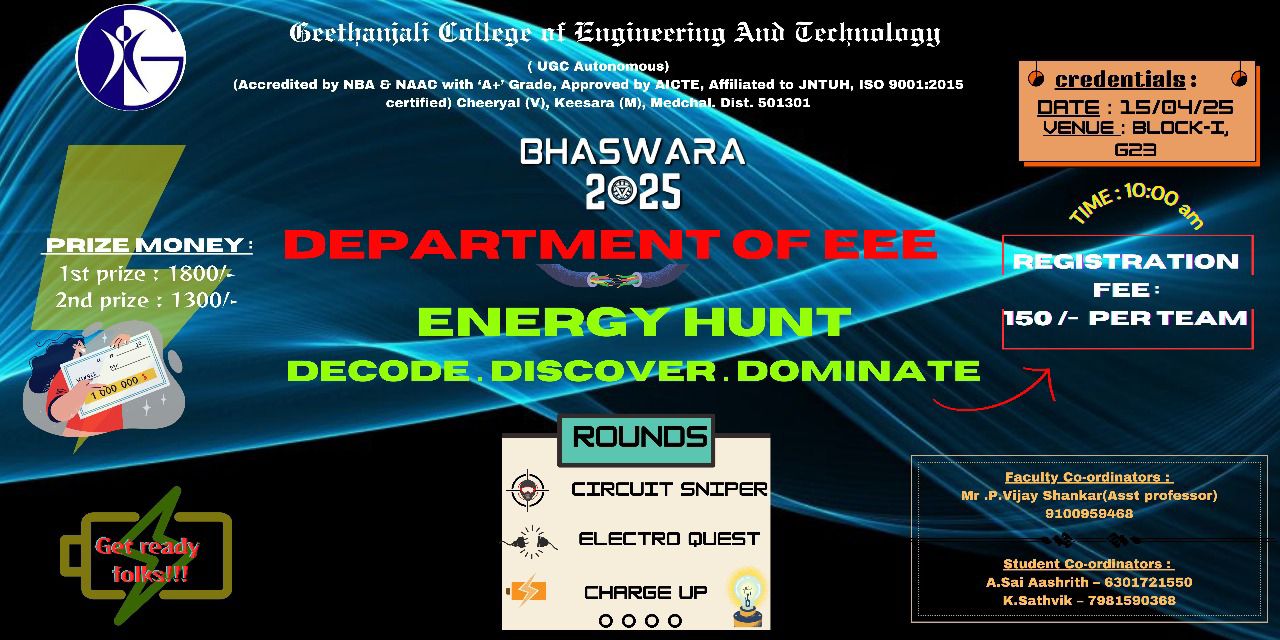 Geethanjali College of Engineering And Technology
( UGC Autonomous)
(Accredited by NBA & NAAC with ‘A+’ Grade, Approved by AICTE, Affiliated to JNTUH, ISO 9001:2015
certified) Cheeryal (V), Keesara (M), Medchal. Dist. 501301
credentials :
DATE : 15/04/25
VENUE : BLOCK-I,
G23
BHASWARA
2025
TIME : 10:00 am
DEPARTMENT OF EEE
PRIZE MONEY :
1st prize : 1800/-
2nd prize : 1300/-
REGISTRATION
FEE :
150 /- PER TEAM
ENERGY HUNT
DECODE . DISCOVER . DOMINATE
1 000 000 $
ROUNDS
CIRCUIT SNIPER
ELECTRO QUEST
CHARGE UP
Get ready
folks!!!
Faculty Co-ordinators :
Mr .P.Vijay Shankar(Asst professor)
9100959468
Student Co-ordinators :
A.Sai Aashrith – 6301721550
K.Sathvik – 7981590368